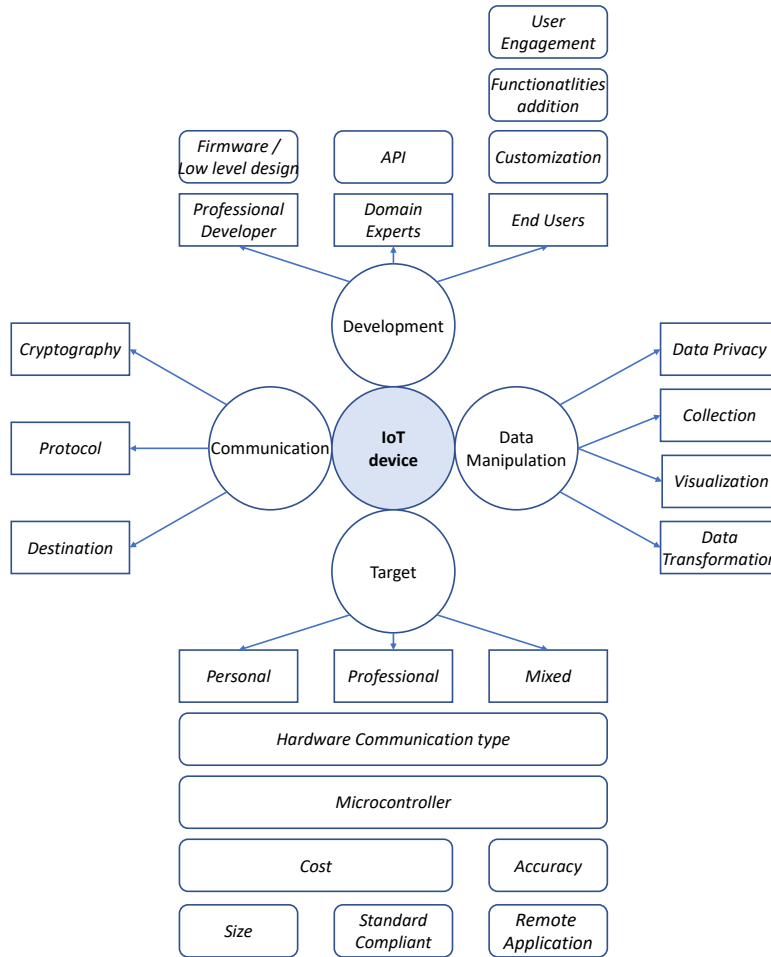 User
Engagement
Functionatlities
addition
Firmware /
Low level design
API
Customization
Professional
Developer
Domain
Experts
End Users
Development
Cryptography
Data Privacy
Collection
Protocol
Communication
IoT
device
Data
Manipulation
Visualization
Destination
Data
Transformation
Target
Personal
Professional
Mixed
Hardware Communication type
Microcontroller
Cost
Accuracy
Size
Standard
Compliant
Remote
Application